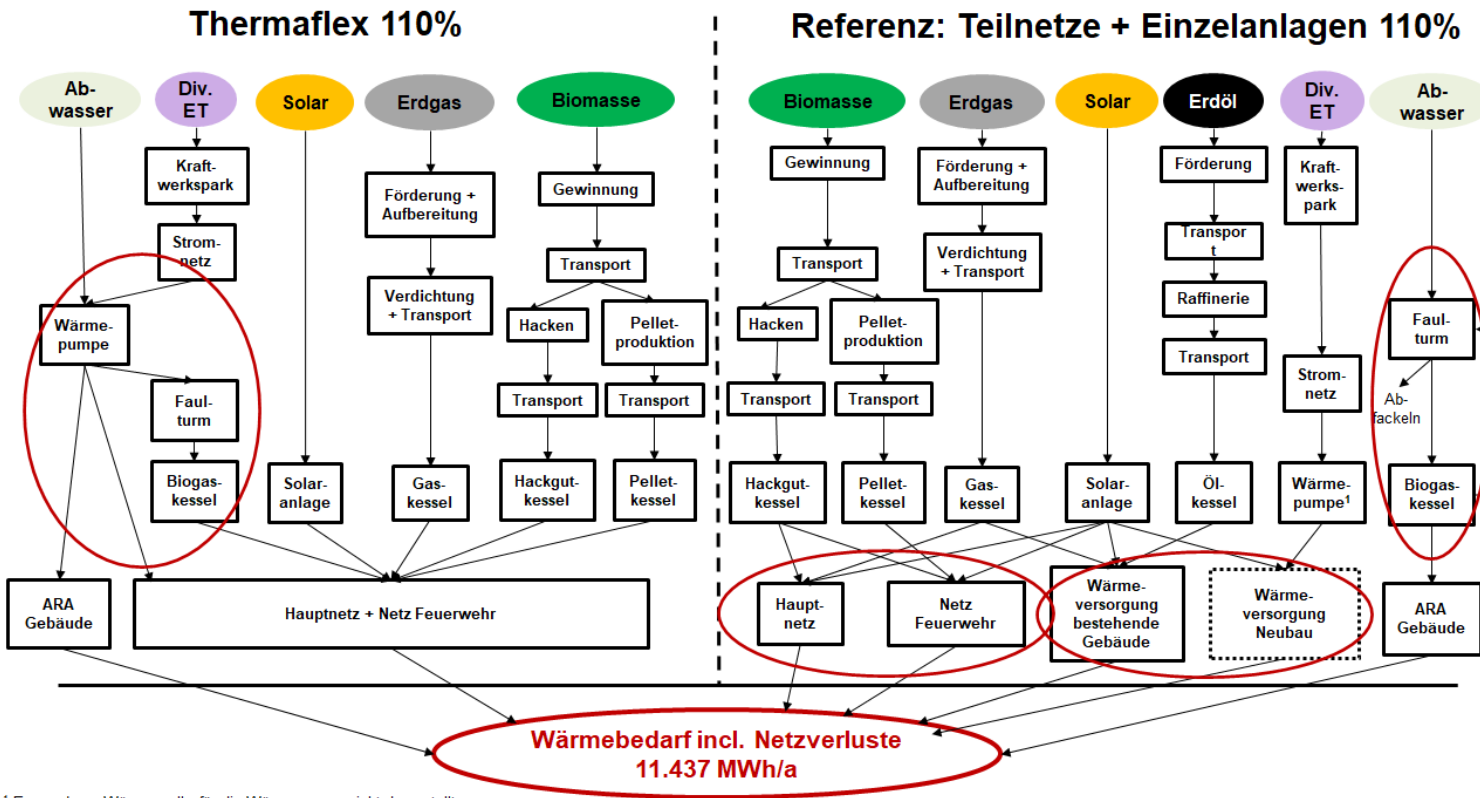 Thermaflex 110%
Referenz: Teilnetze + Einzelanlagen 110%
Ab-
wasser
Div.
ET
Solar
Erdgas
Biomasse
Kraft-
werkspark
Strom-
netz
Förderung +
Aufbereitung
Gewinnung
Transport
Verdichtung
+ Transport
Wärme-
pumpe
Hacken
Pellet-
produktion
Faul-
turm
Transport
Transport
Biogas-
kessel
Solar-
anlage
Gas-
kessel
Hackgut-
kessel
Pellet-
kessel
ARA
Gebäude
Hauptnetz + Netz Feuerwehr
Biomasse
Erdgas
Solar
Erdöl
Div.
ET
Ab-
wasser
Gewinnung
Förderung +
Aufbereitung
Förderung
Kraft-
werks-
park
Transport
Verdichtung
+ Transport
Transpor
t
Hacken
Pellet-
produktion
Raffinerie
Faul-
turm
Transport
Transport
Transport
Strom-
netz
Ab-
fackeln
Hackgut-
kessel
Pellet-
kessel
Gas-
kessel
Solar-
anlage
Öl-
kessel
Wärme-
pumpe¹
Biogas-
kessel
Haupt-
netz
Netz
Feuerwehr
Wärme-
versorgung
bestehende
Gebäude
Wärme-
versorgung
Neubau
ARA
Gebäude
Wärmebedarf incl. Netzverluste
11.437 MWh/a